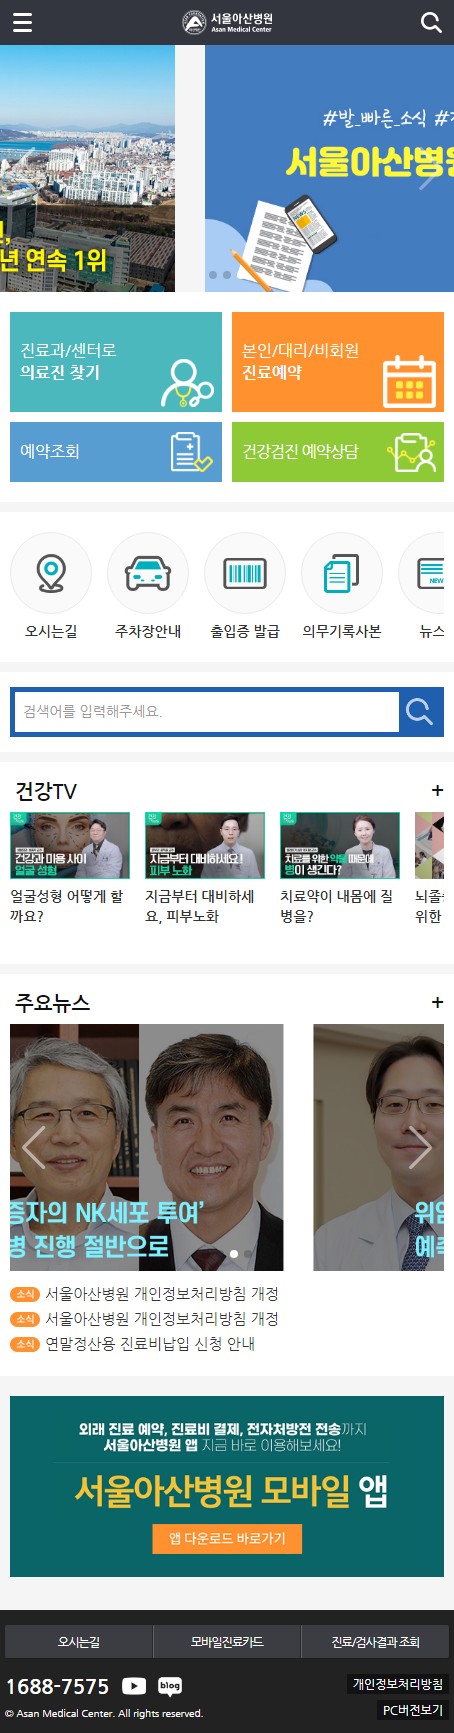 서울아산병원
Asan Medical Center
#발_빠른_소식
서울아산병원
년 연속 1위
NEWS
진료과/센터로
의료진 찾기
본인/대리/비회원
진료예약
예약조회
건강검진 예약상담
NEW
오시는길
주차장안내
출입증 발급
의무기록사본
뉴스
검색어를 입력해주세요.
건강TV
+
건강과 미용 사이
얼굴 성형
지금부터 대비하세요!
피부 노화
치료를 위한 약물 때문에
병이 생긴다?
얼굴성형 어떻게 할
까요?
지금부터 대비하세
요, 피부노화
치료약이 내몸에 질
병을?
뇌졸
위한
주요뉴스
+
증자의 NK세포 투여’
병 진행 절반으로
위암
예측
소식 서울아산병원 개인정보처리방침 개정
소식 서울아산병원 개인정보처리방침 개정
소식 연말정산용 진료비납입 신청 안내
외래 진료 예약, 진료비 결제, 전자처방전 전송까지
서울아산병원 앱 지금 바로 이용해보세요!
서울아산병원 모바일 앱
앱 다운로드 바로가기
오시는길
모바일진료카드
진료/검사결과 조회
1688-7575
blog
개인정보처리방침
© Asan Medical Center. All rights reserved.
PC버전보기